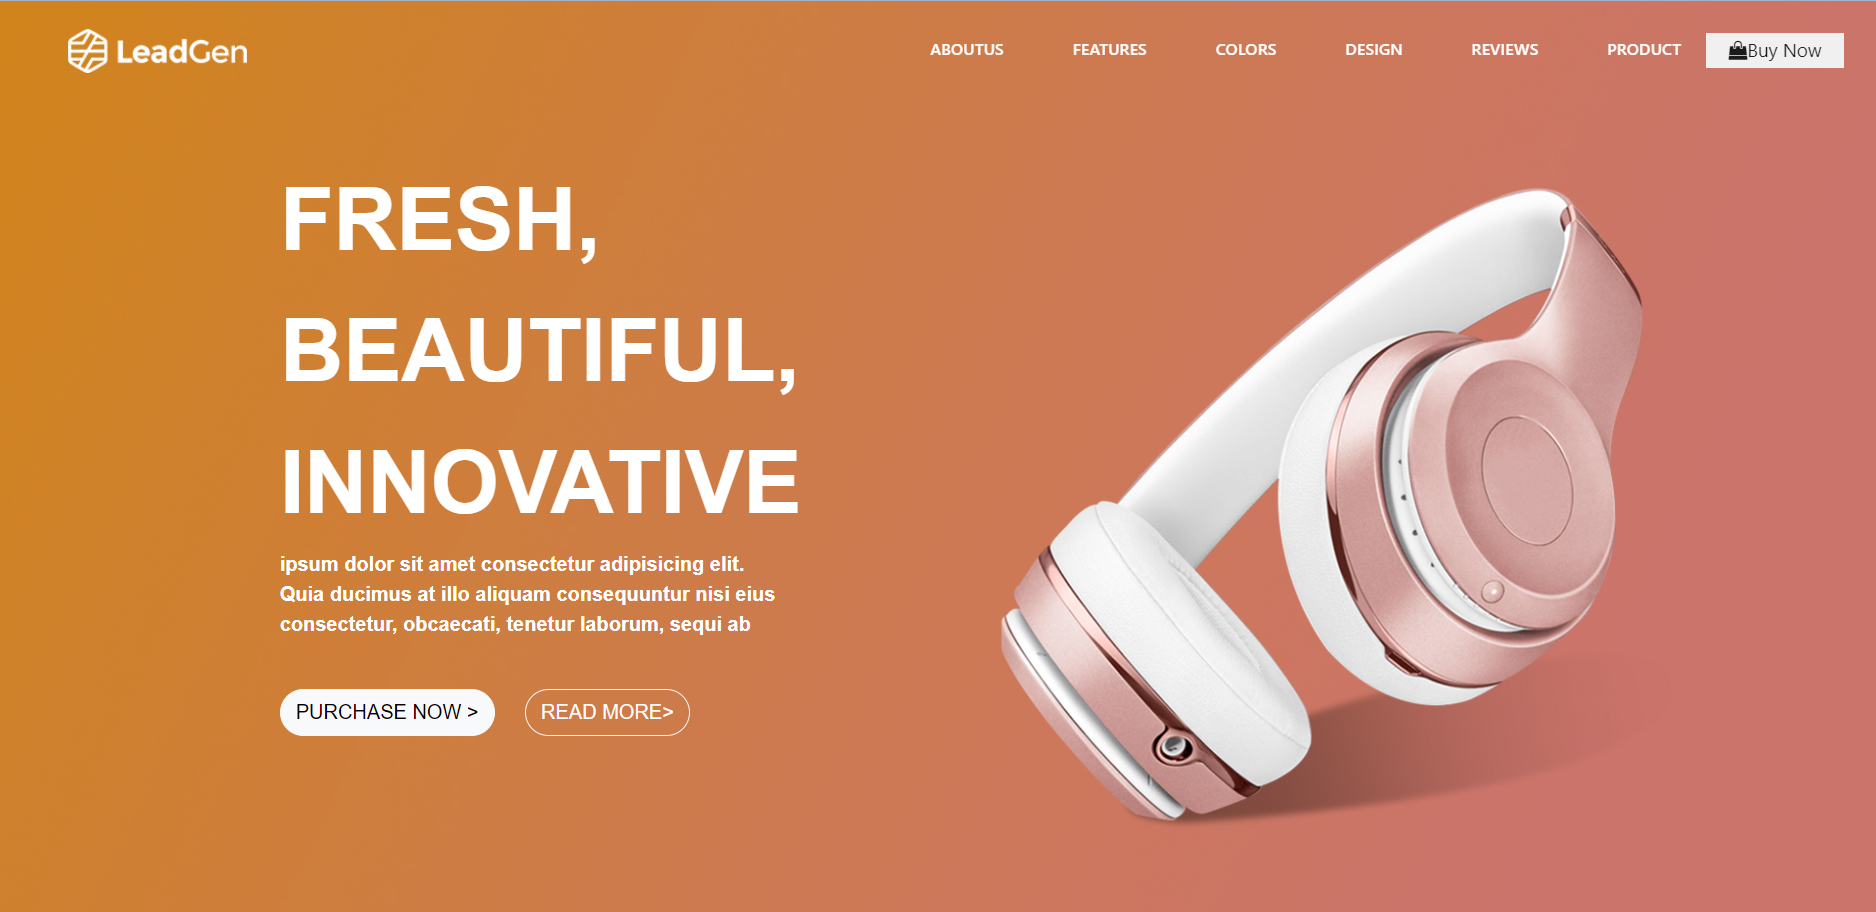 LeadGen
ABOUTUS FEATURES COLORS DESIGN REVIEWS PRODUCT Buy Now
FRESH,
BEAUTIFUL,
INNOVATIVE
ipsum dolor sit amet consectetur adipisicing elit.
Quia ducimus at illo aliquam consequuntur nisi eius
consectetur, obcaecati, tenetur laborum, sequi ab
PURCHASE NOW > READ MORE>